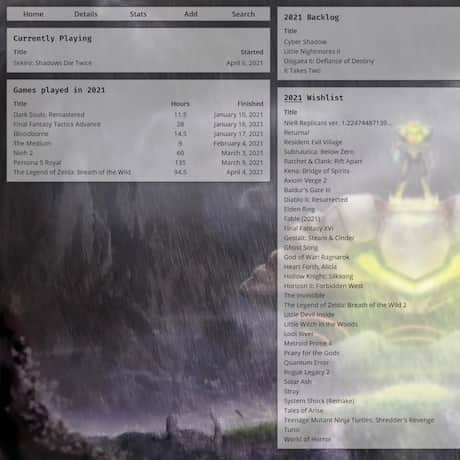 Home Details Stats Add Search
Currently Playing
Title Started
Sekiro: Shadows Die Twice April 6, 2021
Games played in 2021
Title Hours Finished
Dark Souls: Remastered 11.5 January 10, 2021
Final Fantasy Tactics Advance 28 January 16, 2021
Bloodborne 14.5 January 17, 2021
The Medium 9 February 4, 2021
Nioh 2 60 March 3, 2021
Persona 5 Royal 135 March 9, 2021
The Legend of Zelda: Breath of the Wild 94.5 April 4, 2021
2021 Backlog
Title
Cyber Shadow
Little Nightmares II
Disgaea 6: Defiance of Destiny
It Takes Two
2021 Wishlist
Title
NieR Replicant ver. 1.22474487139...
Returnal
Resident Evil Village
Subnautica: Below Zero
Ratchet & Clank: Rift Apart
Kena: Bridge of Spirits
Axiom Verge 2
Baldur's Gate III
Diablo II: Resurrected
Elden Ring
Fable (2021)
Final Fantasy XVI
Gestalt: Steam & Cinder
Ghost Song
God of War: Ragnarok
Heart Forth, Alicia
Hollow Knight: Silksong
Horizon II: Forbidden West
The Invincible
The Legend of Zelda: Breath of the Wild 2
Little Devil Inside
Little Witch in the Woods
Lost River
Metroid Prime 4
Praey for the Gods
Quantum Error
Rogue Legacy 2
Solar Ash
Stray
System Shock (Remake)
Tales of Arise
Teenage Mutant Ninja Turtles: Shredder's Revenge
Tunic
World of Horror